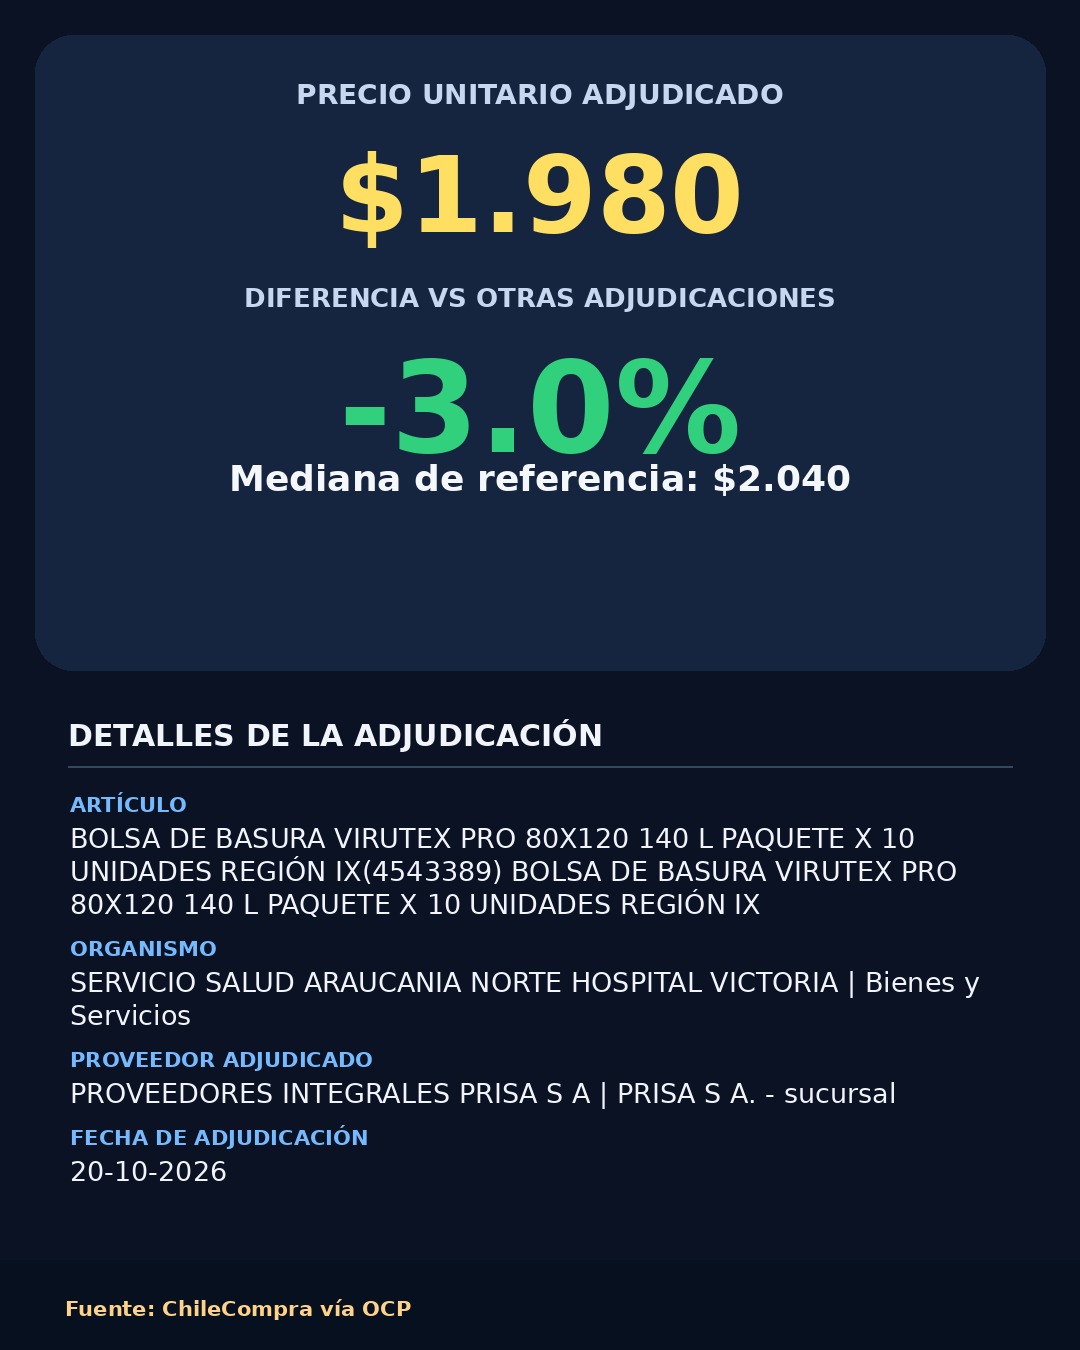 PRECIO UNITARIO ADJUDICADO
$1.980
DIFERENCIA VS OTRAS ADJUDICACIONES
-3.0%
Mediana de referencia: $2.040
DETALLES DE LA ADJUDICACIÓN
ARTÍCULO
BOLSA DE BASURA VIRUTEX PRO 80X120 140 L PAQUETE X 10
UNIDADES REGIÓN IX(4543389) BOLSA DE BASURA VIRUTEX PRO
80X120 140 L PAQUETE X 10 UNIDADES REGIÓN IX
ORGANISMO
SERVICIO SALUD ARAUCANIA NORTE HOSPITAL VICTORIA | Bienes y
Servicios
PROVEEDOR ADJUDICADO
PROVEEDORES INTEGRALES PRISA S A | PRISA S A. - sucursal
FECHA DE ADJUDICACIÓN
20-10-2026
Fuente: ChileCompra vía OCP